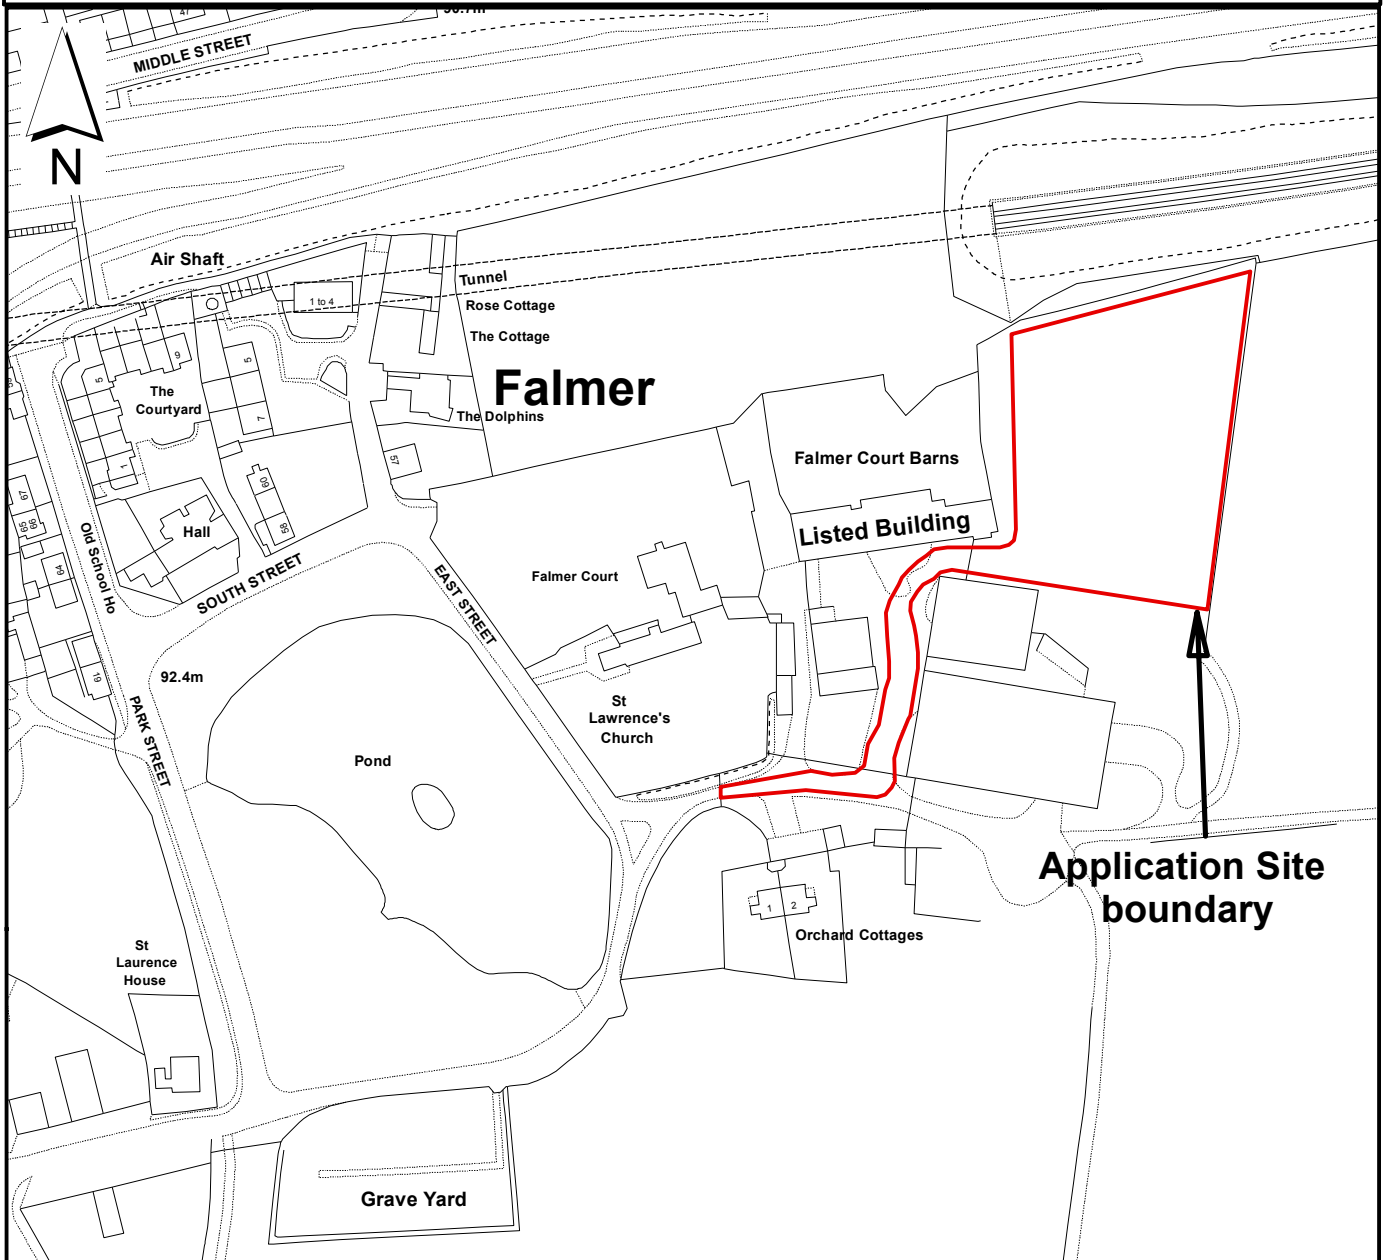 47
90.7m
MIDDLE STREET
N
Air Shaft
1 to 4
Tunnel
Rose Cottage
The Cottage
9
5
5
The
Courtyard
7
1
Falmer
The Dolphins
57
60
58
Hall
67
66
65
64
Old School Ho
SOUTH STREET
EAST STREET
Falmer Court Barns
Listed Building
Falmer Court
19
92.4m
PARK STREET
St
Lawrence's
Church
Pond
Application Site
boundary
1
2
Orchard Cottages
St
Laurence
House
Grave Yard